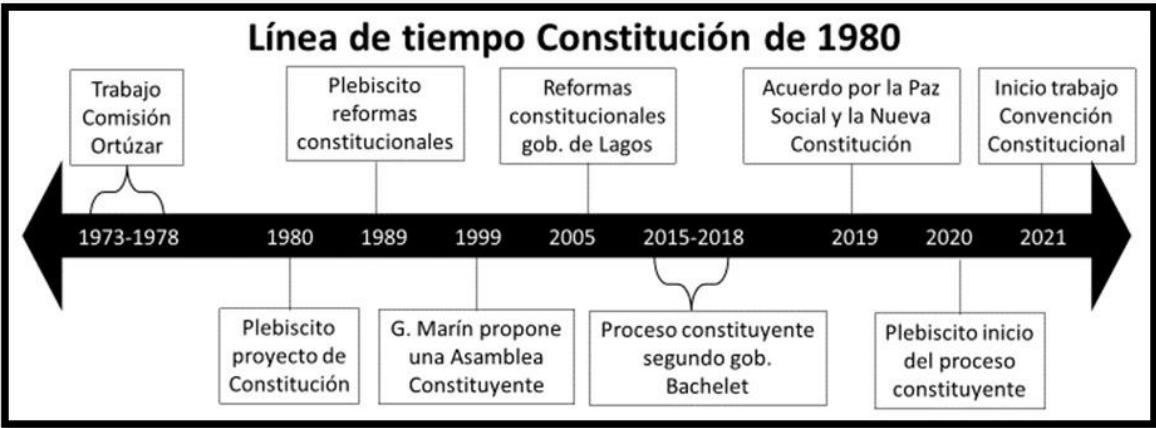 Línea de tiempo Constitución de 1980
Trabajo
Comisión
Ortúzar
Plebiscito
reformas
constitucionales
Reformas
constitucionales
gob. de Lagos
Acuerdo por la Paz
Social y la Nueva
Constitución
Inicio trabajo
Convención
Constitucional
1973-1978 1980 1989 1999 2005 2015-2018 2019 2020 2021
Plebiscito
proyecto de
Constitución
G. Marín propone
una Asamblea
Constituyente
Proceso constituyente
segundo gob.
Bachelet
Plebiscito inicio
del proceso
constituyente